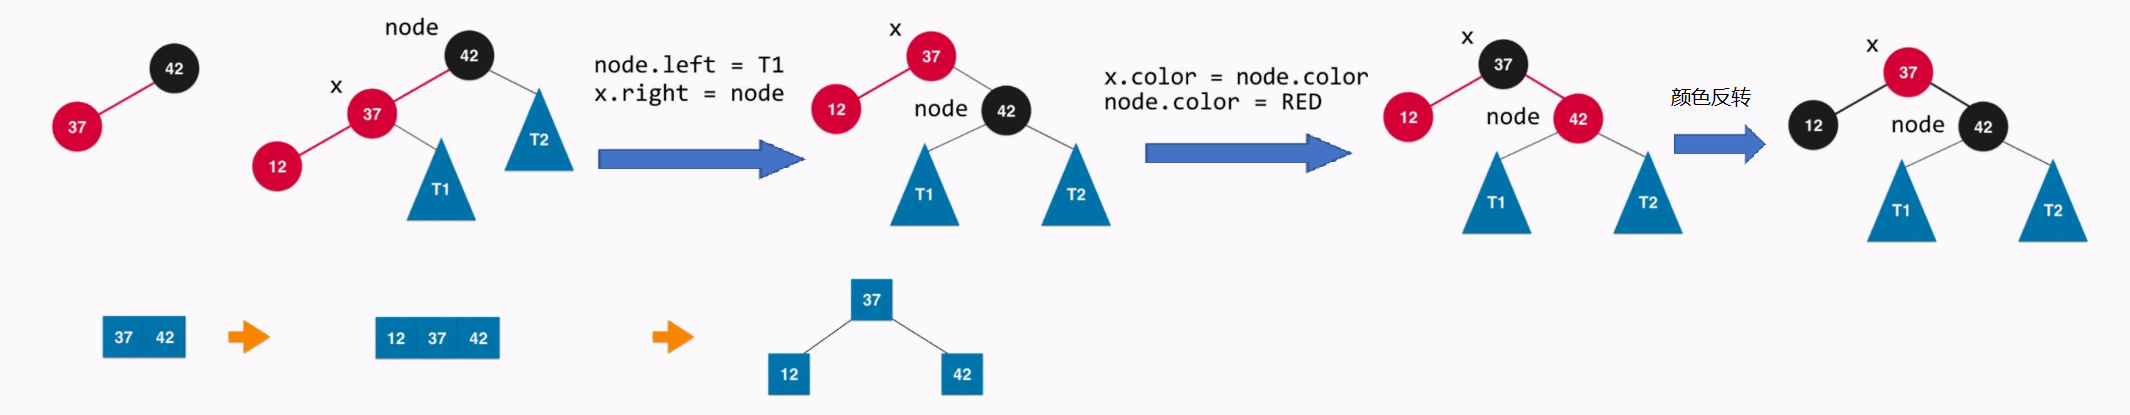 42
37
node
42
x
37
12
T1
T2
node.left = T1
x.right = node
x
37
12
node
42
T1
T2
x.color = node.color
node.color = RED
x
37
12
node
42
T1
T2
颜色反转
x
37
12
node
42
T1
T2
37 42
12 37 42
37
12
42